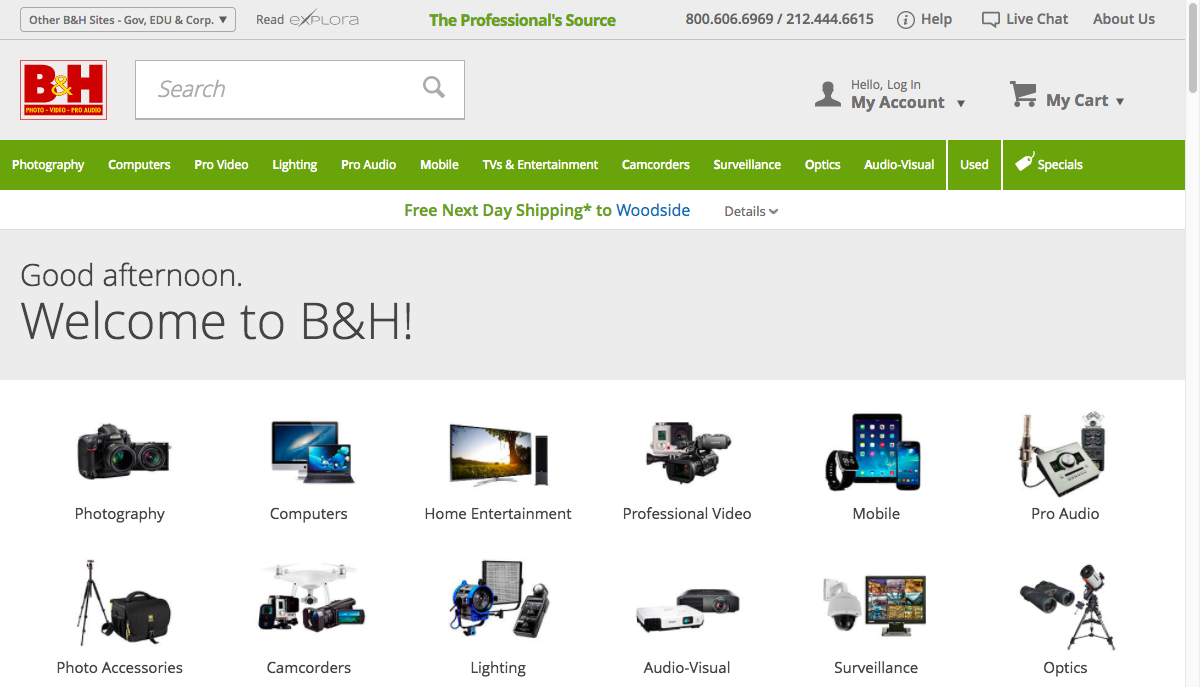 Other B&H Sites - Gov, EDU & Corp. ▼
Read explora
The Professional's Source
800.606.6969 / 212.444.6615
Help
Live Chat
About Us
B&H
PHOTO - VIDEO - PRO AUDIO
Search
Hello, Log In
My Account ▼
My Cart ▼
Photography Computers Pro Video Lighting Pro Audio Mobile TVs & Entertainment Camcorders Surveillance Optics Audio-Visual Used Specials
Free Next Day Shipping* to Woodside Details
Good afternoon.
Welcome to B&H!
Photography Computers Home Entertainment Professional Video Mobile Pro Audio
Photo Accessories Camcorders Lighting Audio-Visual Surveillance Optics